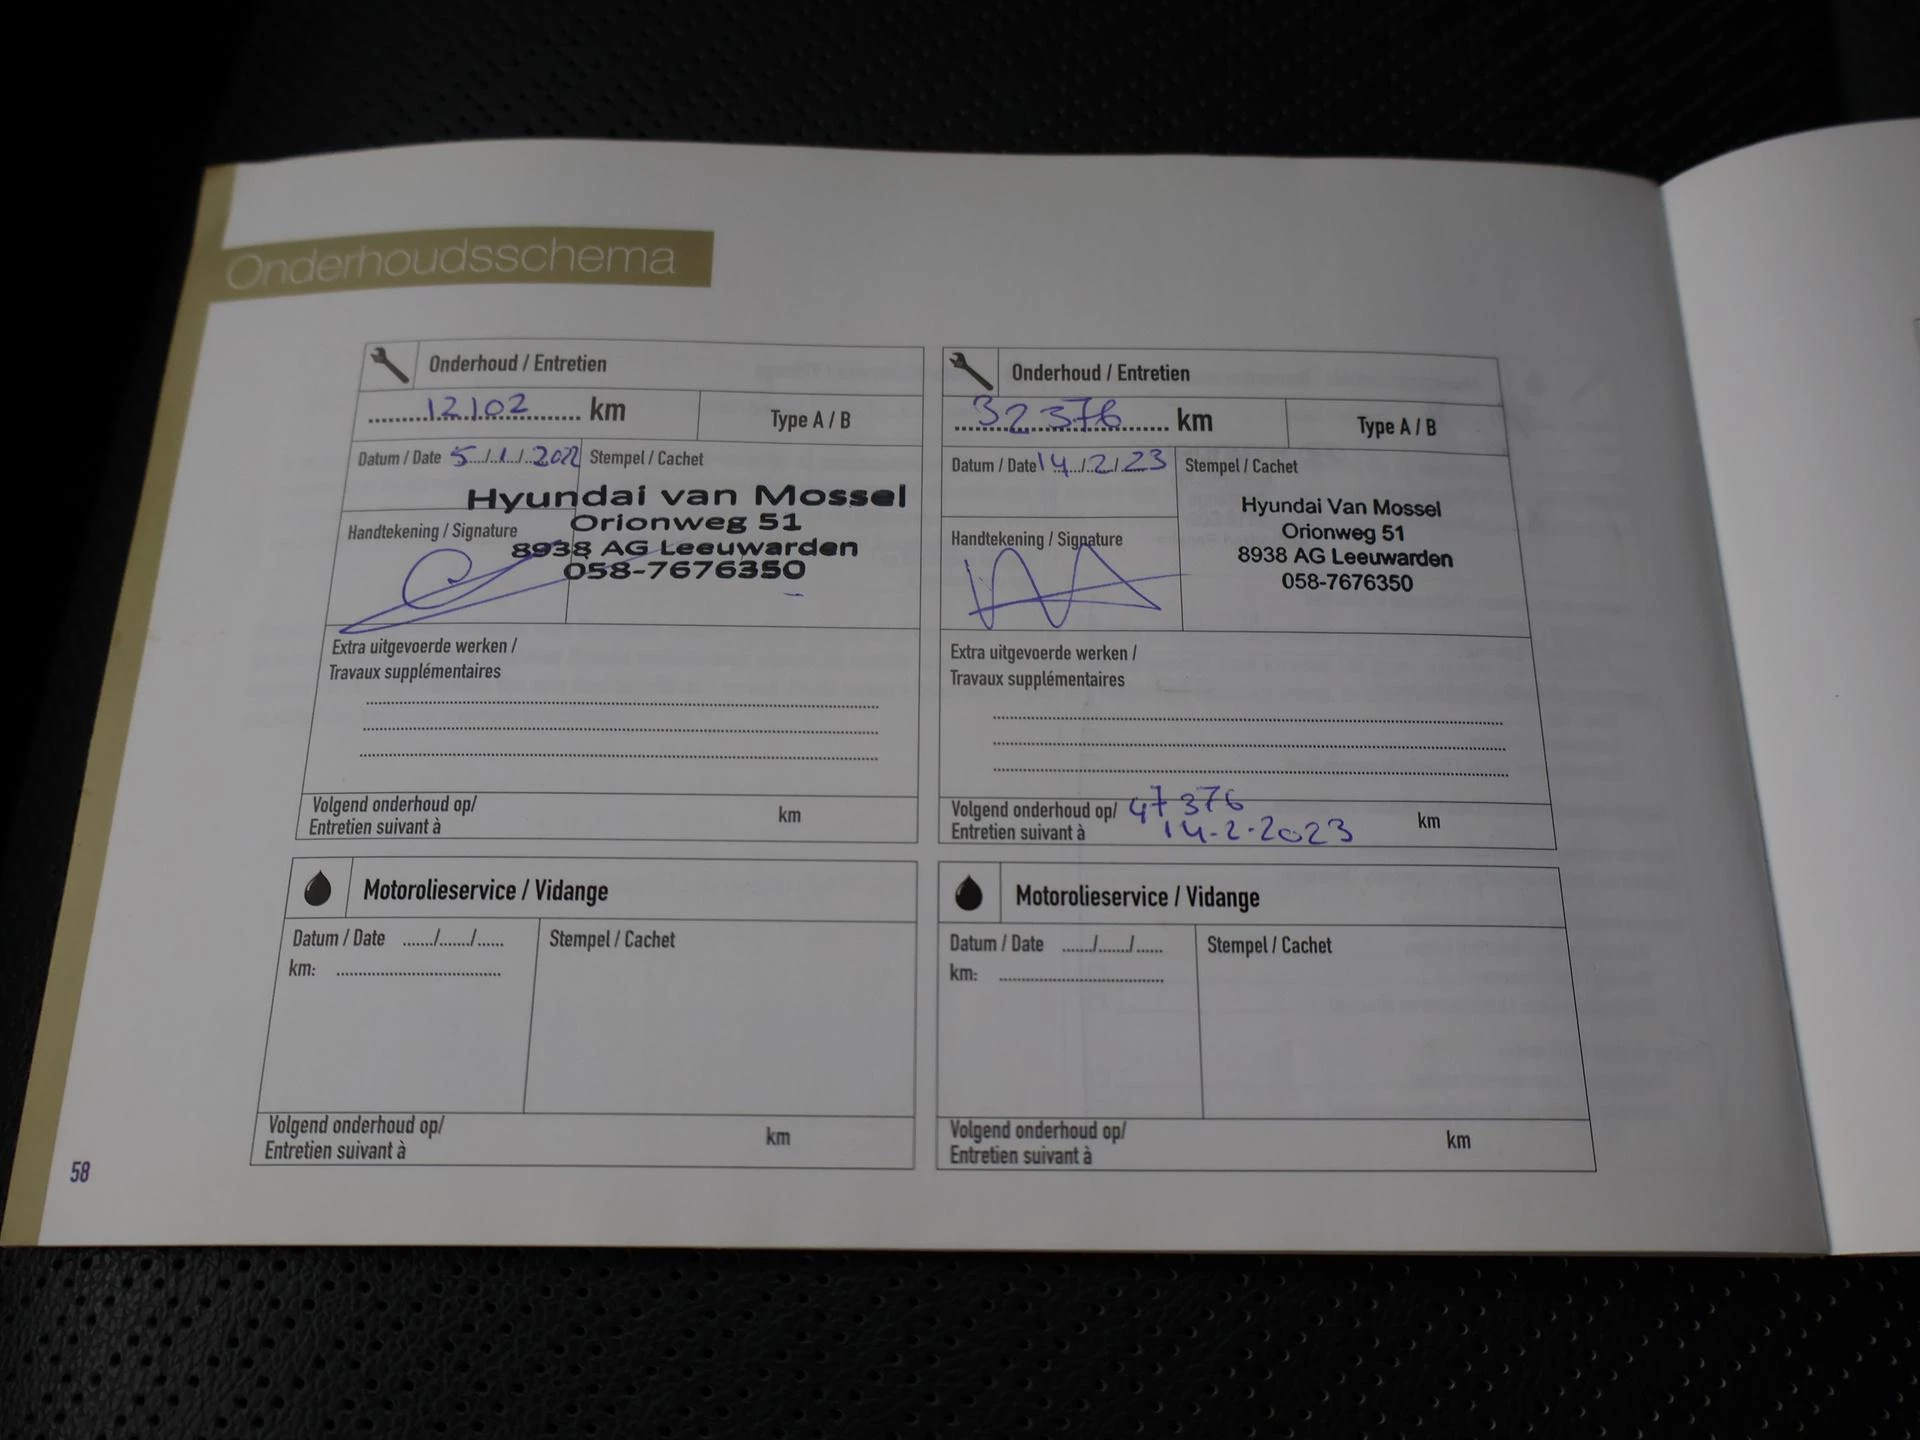 Onderhoudsschema
Onderhoud / Entretien
12102 km
Type A / B
Datum / Date 5/1/2022
Stempel / Cachet
Hyundai van Mossel
Orionweg 51
8938 AG Leeuwarden
058-7676350
Handtekening / Signature
Extra uitgevoerde werken /
Travaux supplémentaires
Volgend onderhoud op/
Entretien suivant à
km
Onderhoud / Entretien
32376 km
Type A / B
Datum / Date 14/2/23
Stempel / Cachet
Hyundai Van Mossel
Orionweg 51
8938 AG Leeuwarden
058-7676350
Handtekening / Signature
Extra uitgevoerde werken /
Travaux supplémentaires
Volgend onderhoud op/ 47376
Entretien suivant à 14-2-2023
km
Motorolieservice / Vidange
Datum / Date ....../....../......
Stempel / Cachet
km:
Volgend onderhoud op/
Entretien suivant à
km
Motorolieservice / Vidange
Datum / Date ....../....../......
Stempel / Cachet
km:
Volgend onderhoud op/
Entretien suivant à
km
58